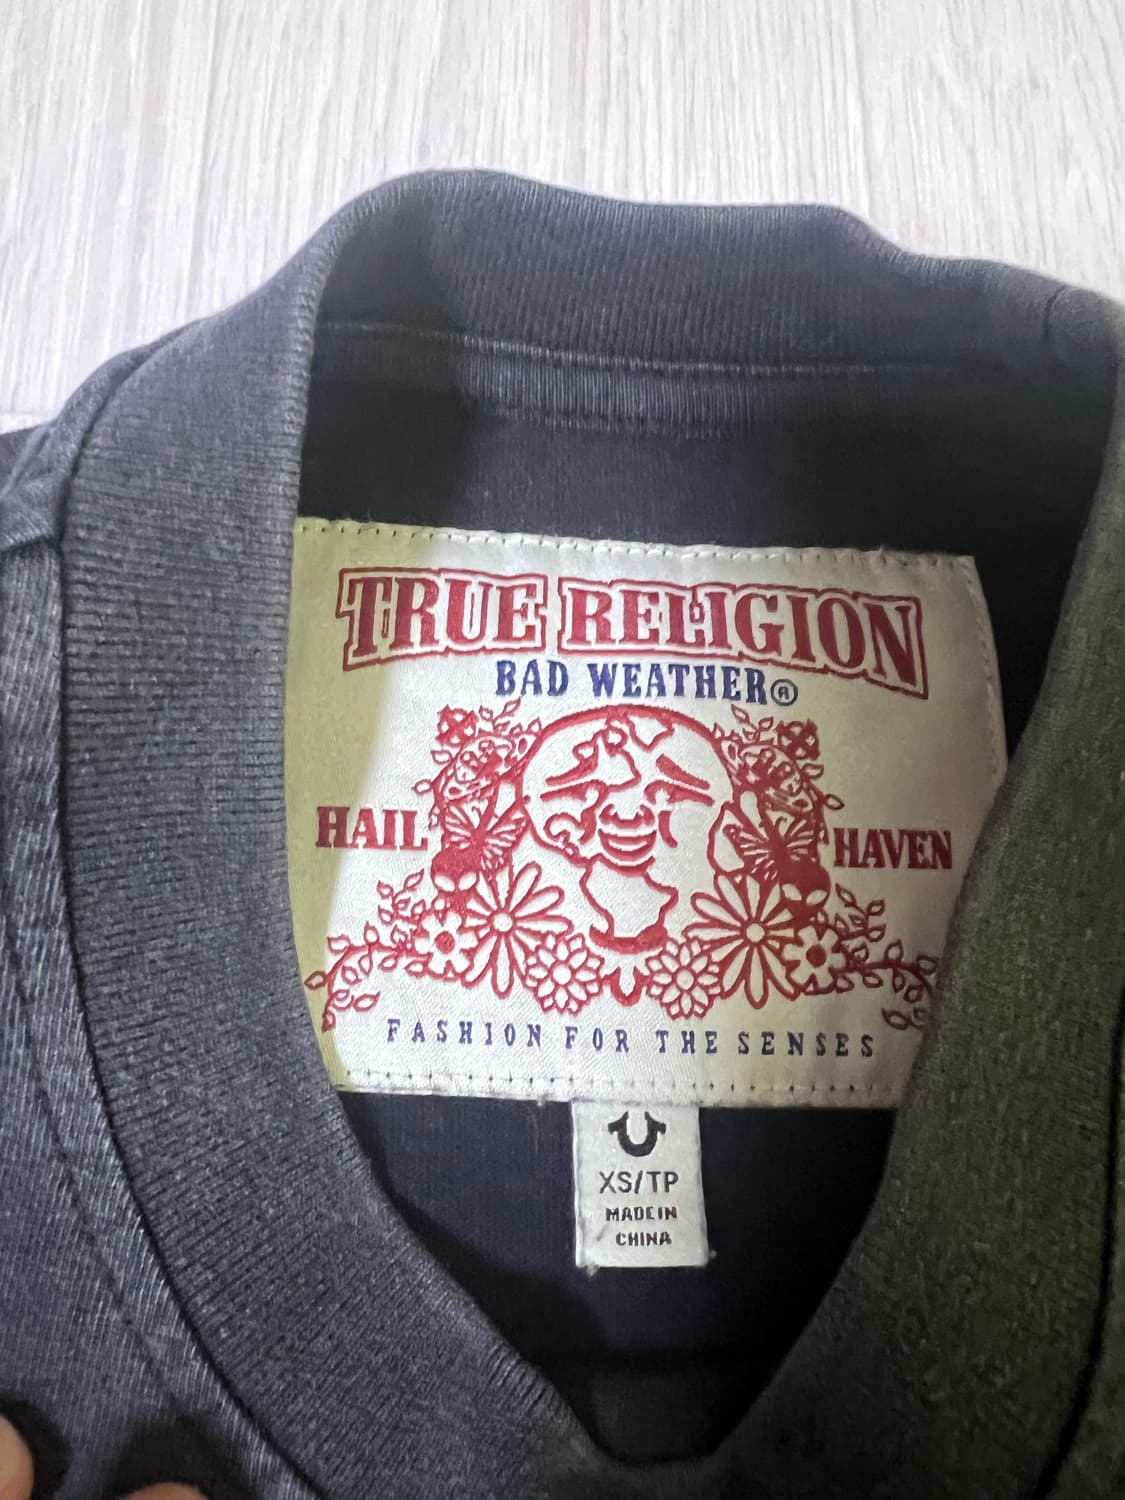 TRUE RELIGION
BAD WEATHER®
HAIL HAVEN
FASHION FOR THE SENSES
XS/TP
MADE IN
CHINA